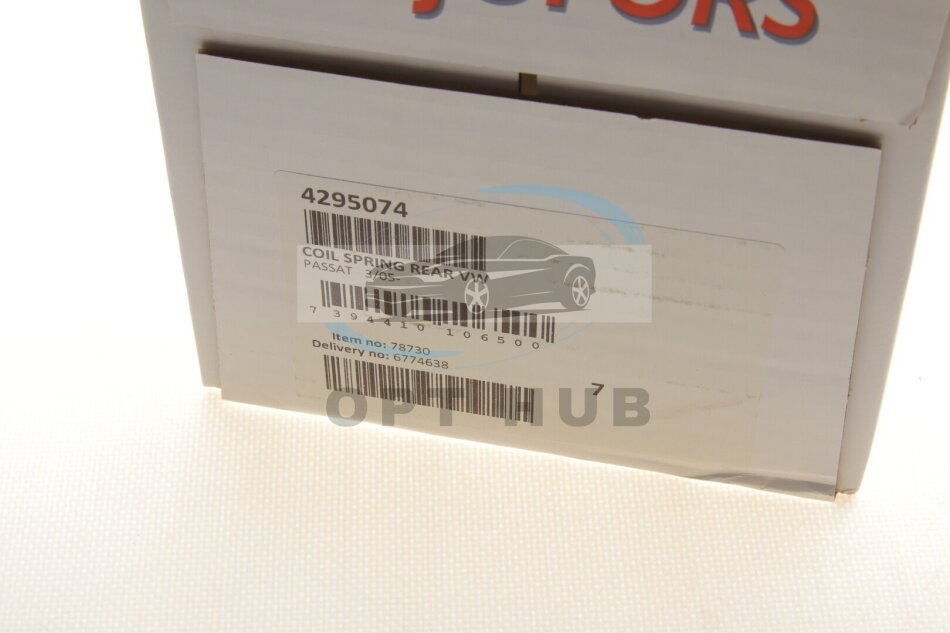 JOFORS
4295074
COIL SPRING REAR VW
PASSAT 3/05-
7 394410 106500
Item no: 78730
Delivery no: 6774638
7
OPT HUB